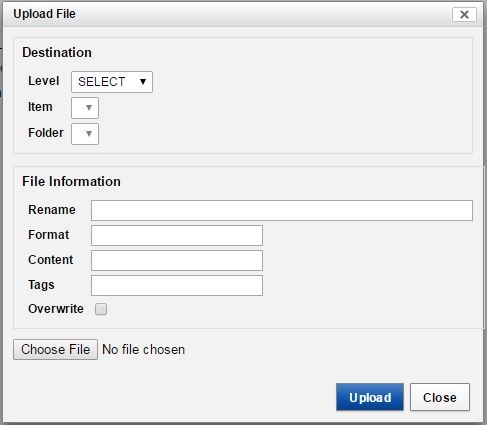 Upload File
Destination
Level SELECT
Item
Folder
File Information
Rename
Format
Content
Tags
Overwrite
Choose File No file chosen
Upload Close